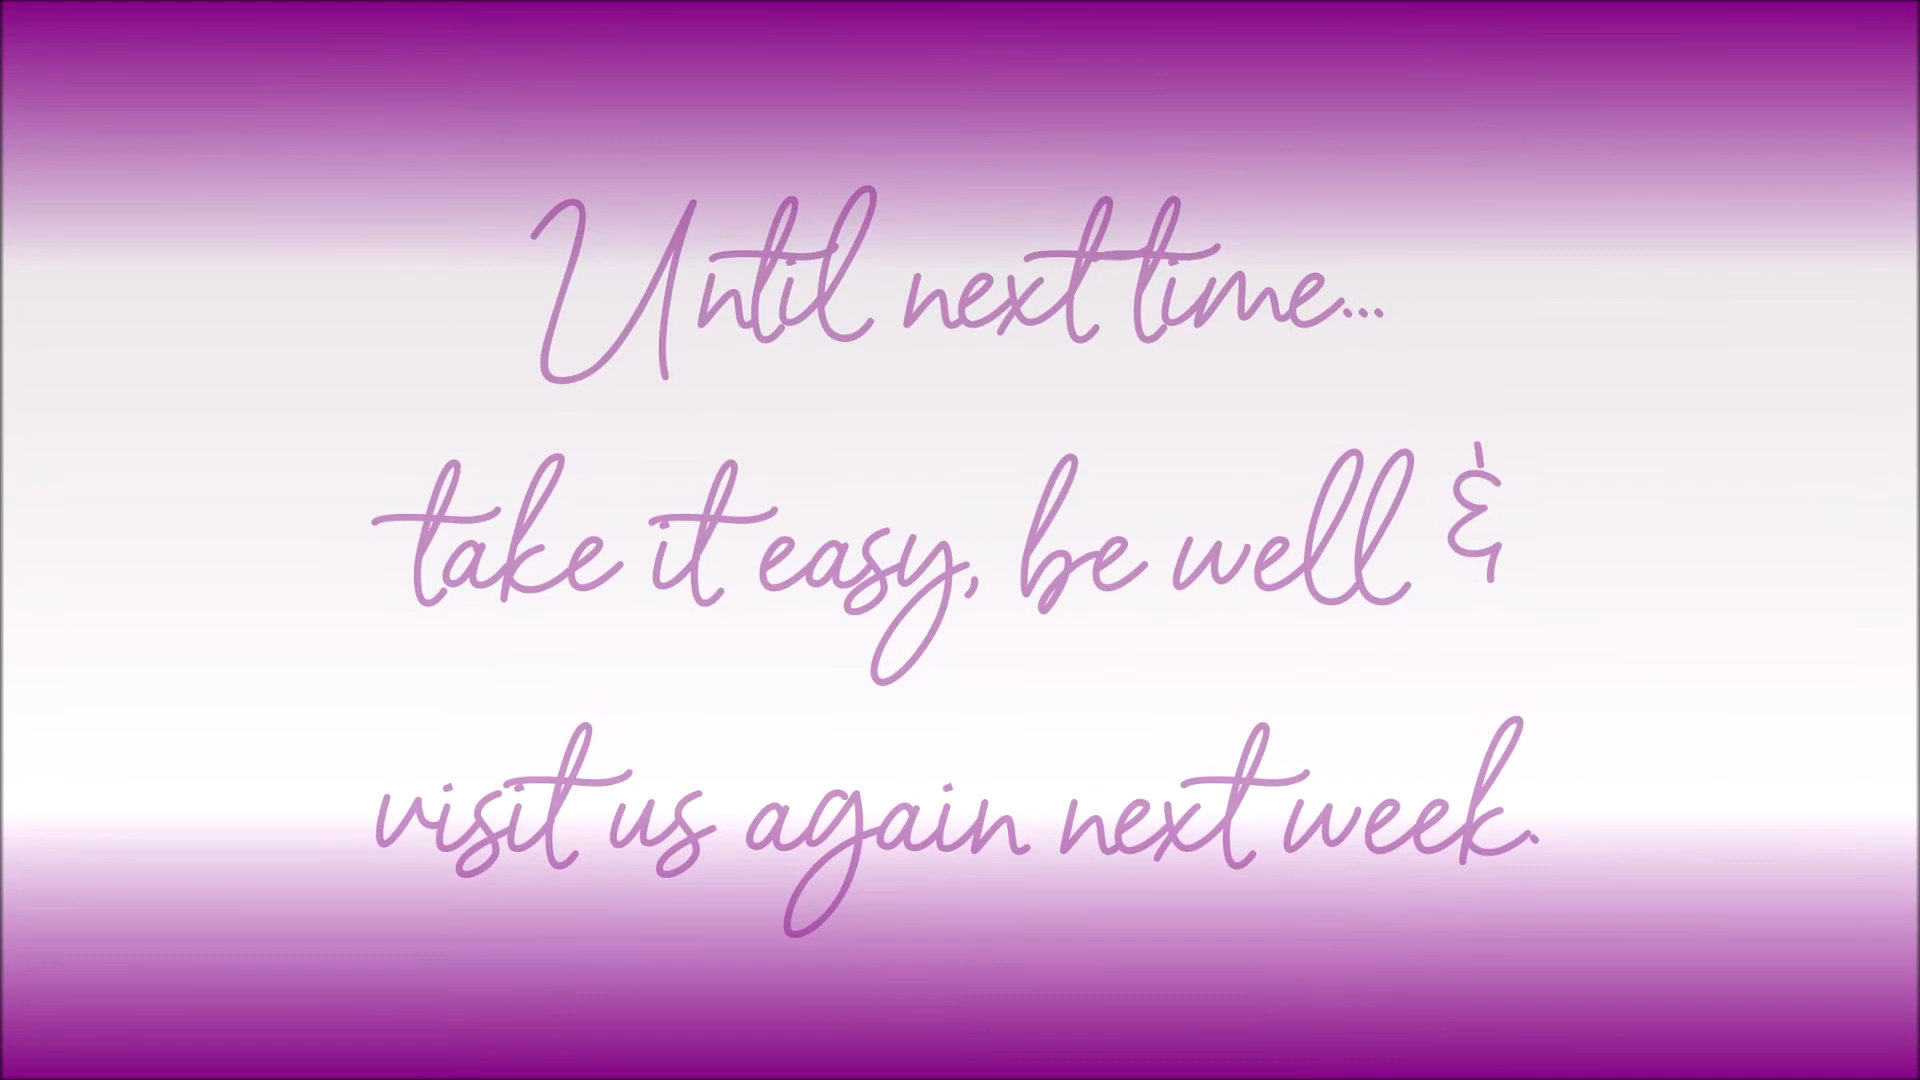 Until next time...
take it easy, be well &
visit us again next week.